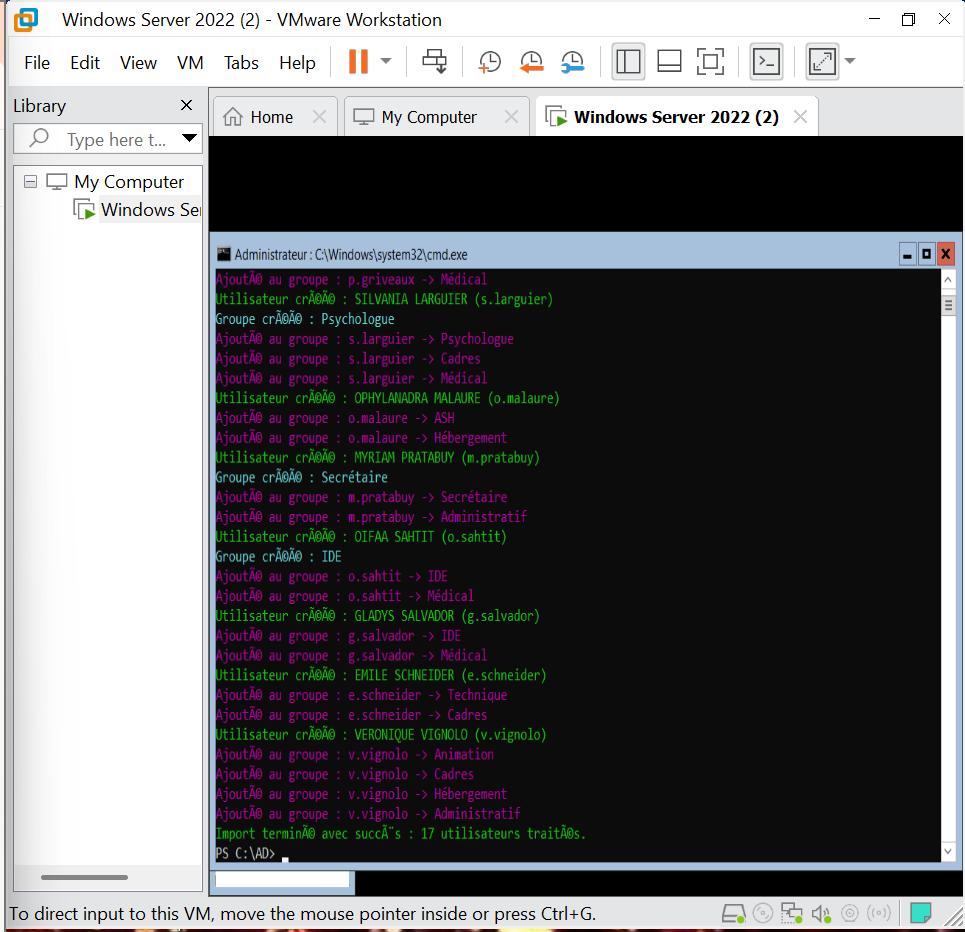 Windows Server 2022 (2) - VMware Workstation
File Edit View VM Tabs Help
Library
Type here t...
My Computer
Windows Ser
Home
My Computer
Windows Server 2022 (2)
Administrateur : C:\Windows\system32\cmd.exe
AjoutÃ© au groupe : p.griveaux -> Médical
Utilisateur crÃ©Ã© : SILVANIA LARGUIER (s.larguier)
Groupe crÃ©Ã© : Psychologue
AjoutÃ© au groupe : s.larguier -> Psychologue
AjoutÃ© au groupe : s.larguier -> Cadres
AjoutÃ© au groupe : s.larguier -> Médical
Utilisateur crÃ©Ã© : OPHYLANADRA MALAURE (o.malaure)
AjoutÃ© au groupe : o.malaure -> ASH
AjoutÃ© au groupe : o.malaure -> Hébergement
Utilisateur crÃ©Ã© : MYRIAM PRATABUY (m.pratabuy)
Groupe crÃ©Ã© : Secrétaire
AjoutÃ© au groupe : m.pratabuy -> Secrétaire
AjoutÃ© au groupe : m.pratabuy -> Administratif
Utilisateur crÃ©Ã© : OIFAA SAHTIT (o.sahtit)
Groupe crÃ©Ã© : IDE
AjoutÃ© au groupe : o.sahtit -> IDE
AjoutÃ© au groupe : o.sahtit -> Médical
Utilisateur crÃ©Ã© : GLADYS SALVADOR (g.salvador)
AjoutÃ© au groupe : g.salvador -> IDE
AjoutÃ© au groupe : g.salvador -> Médical
Utilisateur crÃ©Ã© : EMILE SCHNEIDER (e.schneider)
AjoutÃ© au groupe : e.schneider -> Technique
AjoutÃ© au groupe : e.schneider -> Cadres
Utilisateur crÃ©Ã© : VERONIQUE VIGNOLO (v.vignolo)
AjoutÃ© au groupe : v.vignolo -> Animation
AjoutÃ© au groupe : v.vignolo -> Cadres
AjoutÃ© au groupe : v.vignolo -> Hébergement
AjoutÃ© au groupe : v.vignolo -> Administratif
Import terminÃ© avec succÃ¨s : 17 utilisateurs traitÃ©s.
PS C:\AD>
To direct input to this VM, move the mouse pointer inside or press Ctrl+G.